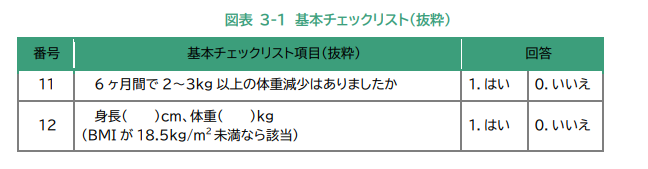 図表 3-1 基本チェックリスト(抜粋)
番号 基本チェックリスト項目(抜粋) 回答
11 6ヶ月間で2~3kg以上の体重減少はありましたか 1.はい 0.いいえ
12 身長(　　)cm、体重(　　)kg 1.はい 0.いいえ
(BMIが18.5kg/m²未満なら該当)